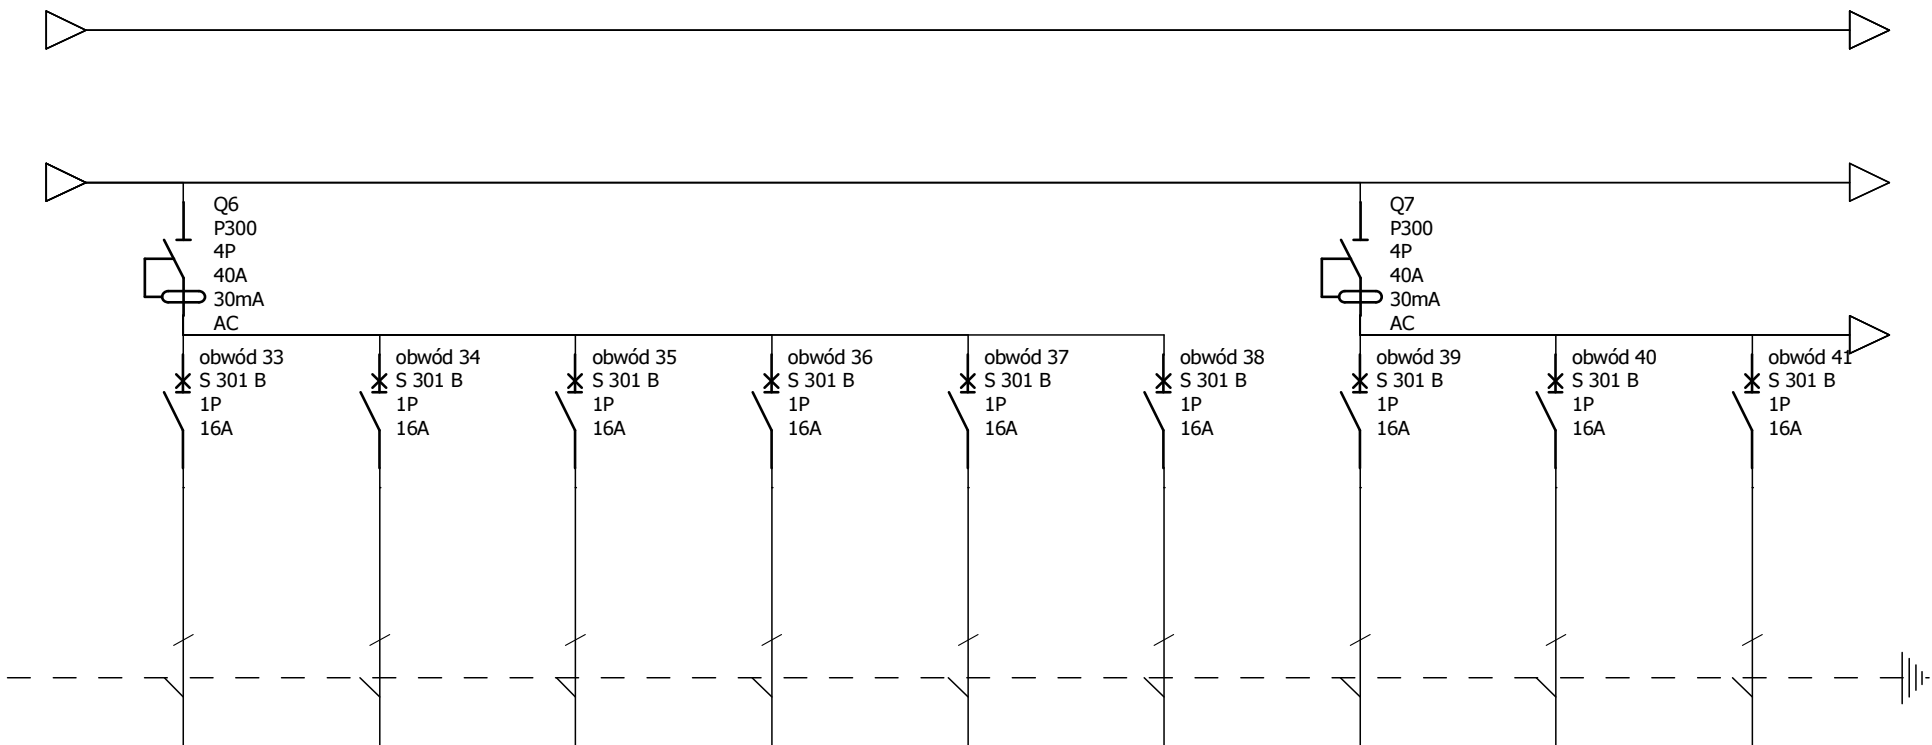 Q6
P300
4P
40A
30mA
AC
Q7
P300
4P
40A
30mA
AC
obwód 33
S 301 B
1P
16A
obwód 34
S 301 B
1P
16A
obwód 35
S 301 B
1P
16A
obwód 36
S 301 B
1P
16A
obwód 37
S 301 B
1P
16A
obwód 38
S 301 B
1P
16A
obwód 39
S 301 B
1P
16A
obwód 40
S 301 B
1P
16A
obwód 41
S 301 B
1P
16A